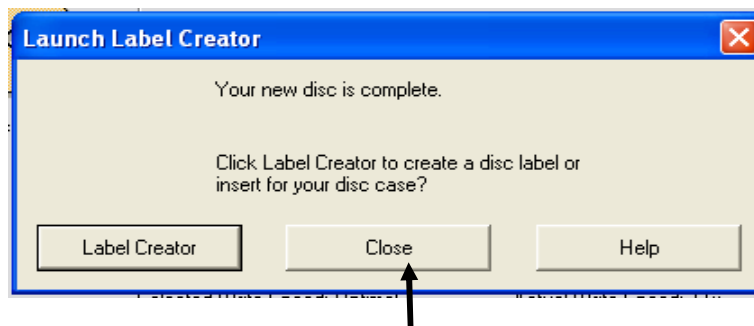 Launch Label Creator
Your new disc is complete.
Click Label Creator to create a disc label or
insert for your disc case?
Label Creator
Close
Help